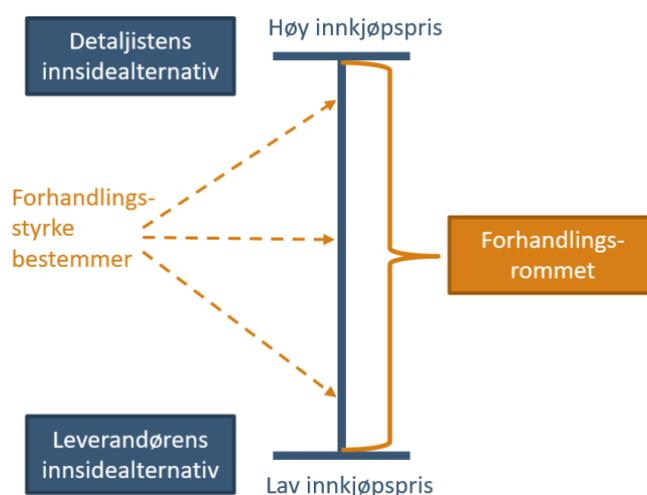 Detaljistens
innsidealternativ
Høy innkjøpspris
Forhandlings-
styrke
bestemmer
Forhandlings-
rommet
Leverandørens
innsidealternativ
Lav innkjøpspris